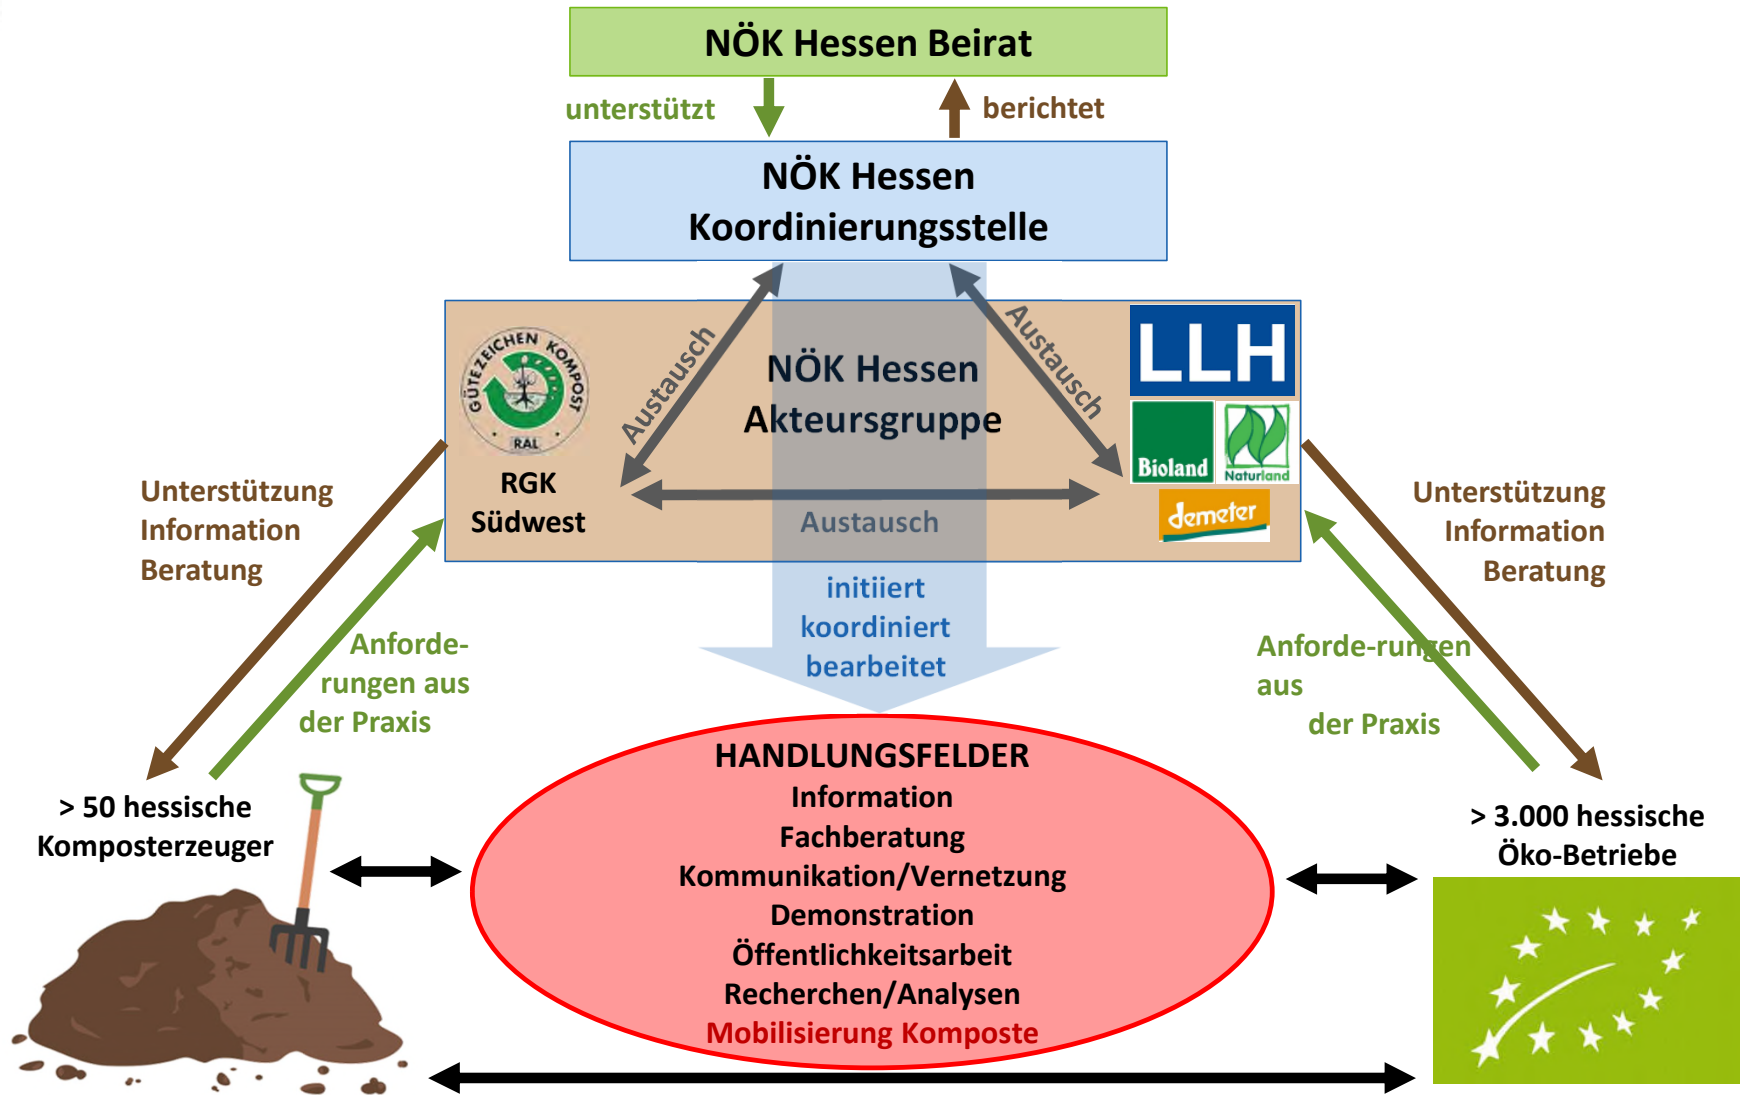 NÖK Hessen Beirat
unterstützt
berichtet
NÖK Hessen
Koordinierungsstelle
Austausch
Austausch
GÜTEZEICHEN KOMPOST
RAL
RGK
Südwest
NÖK Hessen
Akteursgruppe
Austausch
LLH
Bioland
Naturland
demeter
Unterstützung
Information
Beratung
Unterstützung
Information
Beratung
initiiert
koordiniert
bearbeitet
Anforde-
rungen aus
der Praxis
Anforde-rungen
aus
der Praxis
> 50 hessische
Komposterzeuger
HANDLUNGSFELDER
Information
Fachberatung
Kommunikation/Vernetzung
Demonstration
Öffentlichkeitsarbeit
Recherchen/Analysen
Mobilisierung Komposte
> 3.000 hessische
Öko-Betriebe